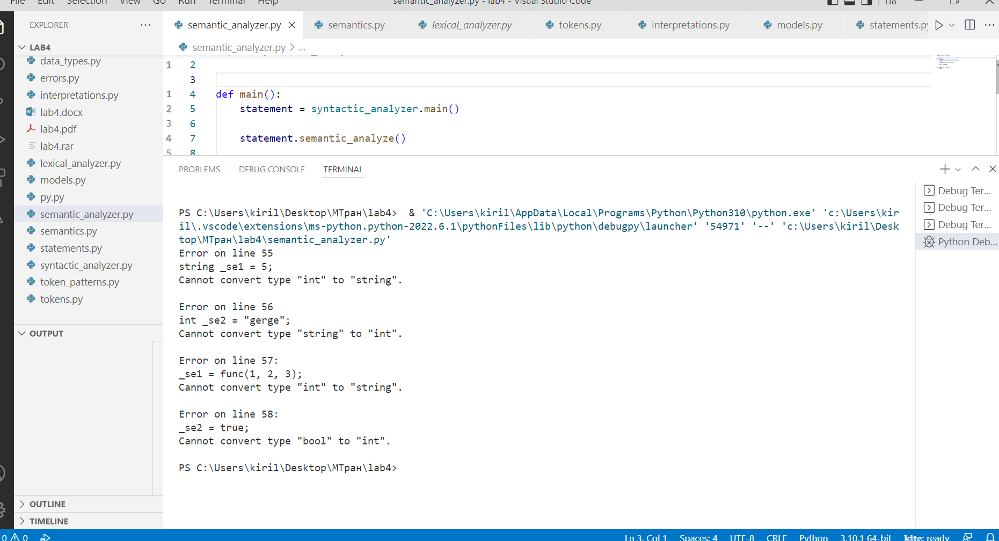 File Edit Selection View Go Run Terminal Help
semantic_analyzer.py - lab4 - Visual Studio Code
EXPLORER
LAB4
data_types.py
errors.py
interpretations.py
lab4.docx
lab4.pdf
lab4.rar
lexical_analyzer.py
models.py
py.py
semantic_analyzer.py
semantics.py
statements.py
syntactic_analyzer.py
token_patterns.py
tokens.py
OUTPUT
OUTLINE
TIMELINE
semantic_analyzer.py semantics.py lexical_analyzer.py tokens.py interpretations.py models.py statements.py
semantic_analyzer.py > ...
1 2
3
1 4 def main():
2 5 statement = syntactic_analyzer.main()
3 6
4 7 statement.semantic_analyze()
5 8
PROBLEMS DEBUG CONSOLE TERMINAL
PS C:\Users\kiril\Desktop\МТран\lab4>  & 'C:\Users\kiril\AppData\Local\Programs\Python\Python310\python.exe' 'c:\Users\kir
il\.vscode\extensions\ms-python.python-2022.6.1\pythonFiles\lib\python\debugpy\launcher' '54971' '--' 'c:\Users\kiril\Desk
top\МТран\lab4\semantic_analyzer.py'
Error on line 55
string _se1 = 5;
Cannot convert type "int" to "string".
Error on line 56
int _se2 = "gerge";
Cannot convert type "string" to "int".
Error on line 57:
_se1 = func(1, 2, 3);
Cannot convert type "int" to "string".
Error on line 58:
_se2 = true;
Cannot convert type "bool" to "int".
PS C:\Users\kiril\Desktop\МТран\lab4>
Debug Ter...
Debug Ter...
Debug Ter...
Python Deb...
0 0 Ln 3, Col 1 Spaces: 4 UTF-8 CRLF Python 3.10.1 64-bit kite: ready